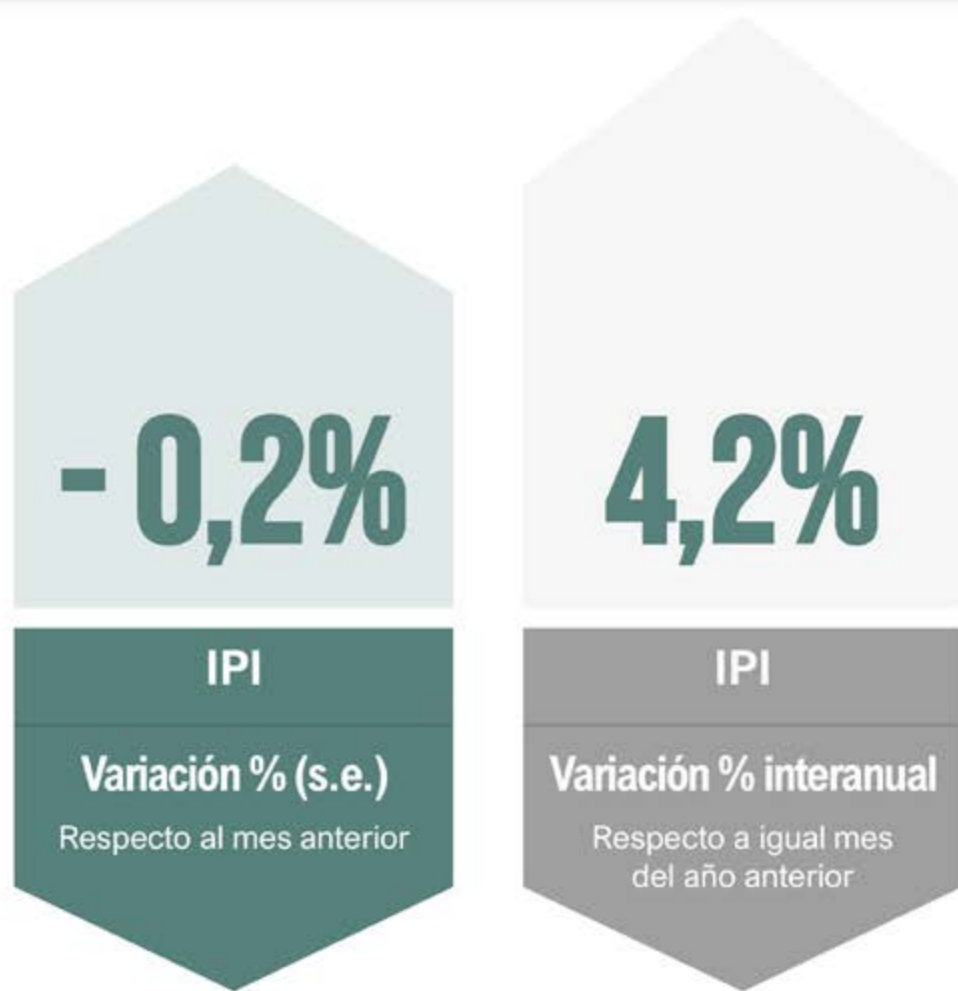 - 0,2%
IPI
Variación % (s.e.)
Respecto al mes anterior
4,2%
IPI
Variación % interanual
Respecto a igual mes
del año anterior